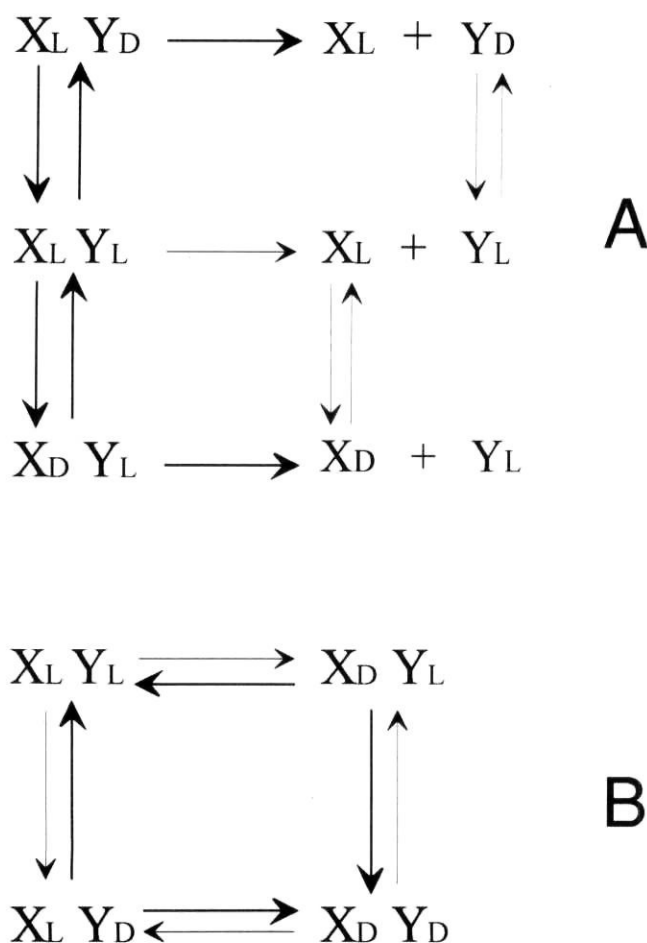 XL YD XL + YD
A
XL YL XL + YL
XD YL XD + YL
XL YL XD YL
B
XL YD XD YD